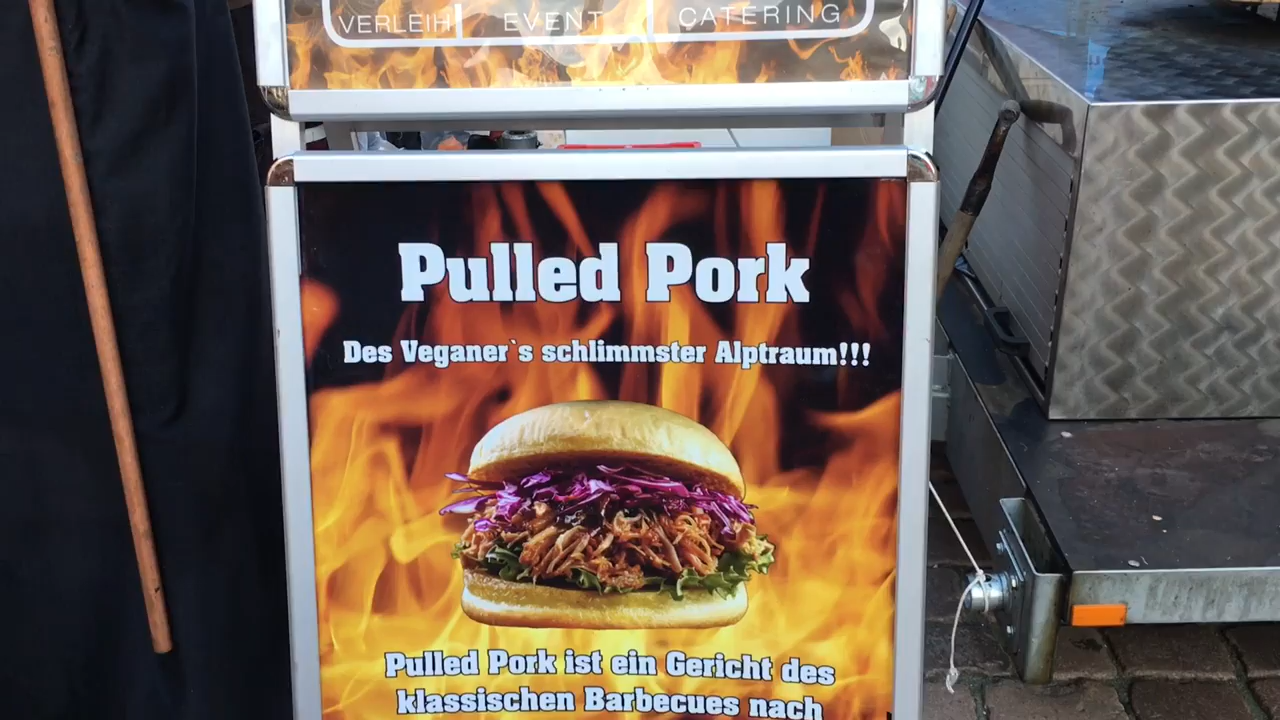 VERLEIH EVENT CATERING
Pulled Pork
Des Veganer`s schlimmster Alptraum!!!
Pulled Pork ist ein Gericht des
klassischen Barbecues nach